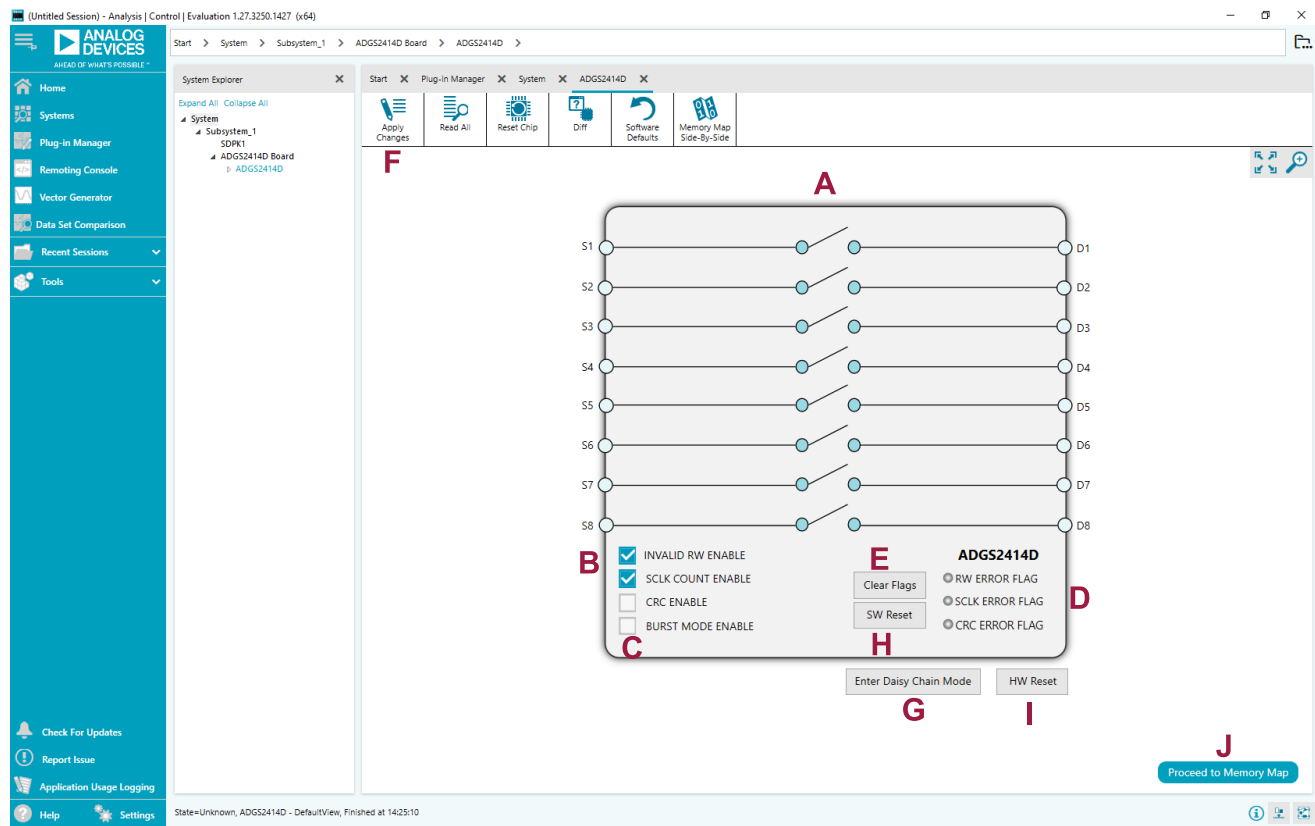 (Untitled Session) - Analysis | Control | Evaluation 1.27.3250.1427 (x64)
ANALOG
DEVICES
AHEAD OF WHAT'S POSSIBLE™
Start > System > Subsystem_1 > ADGS2414D Board > ADGS2414D >
Home
Systems
Plug-in Manager
Remoting Console
Vector Generator
Data Set Comparison
Recent Sessions
Tools
Check For Updates
Report Issue
Application Usage Logging
Help
Settings
System Explorer
Expand All Collapse All
System
Subsystem_1
SDPK1
ADGS2414D Board
ADGS2414D
Start Plug-in Manager System ADGS2414D
Apply
Changes
Read All
Reset Chip
Diff
Software
Defaults
Memory Map
Side-By-Side
F
A
S1 D1
S2 D2
S3 D3
S4 D4
S5 D5
S6 D6
S7 D7
S8 D8
B
INVALID RW ENABLE
SCLK COUNT ENABLE
CRC ENABLE
BURST MODE ENABLE
C
E
Clear Flags
SW Reset
H
ADGS2414D
RW ERROR FLAG
SCLK ERROR FLAG
CRC ERROR FLAG
D
Enter Daisy Chain Mode
G
HW Reset
I
J
Proceed to Memory Map
State=Unknown, ADGS2414D - DefaultView, Finished at 14:25:10